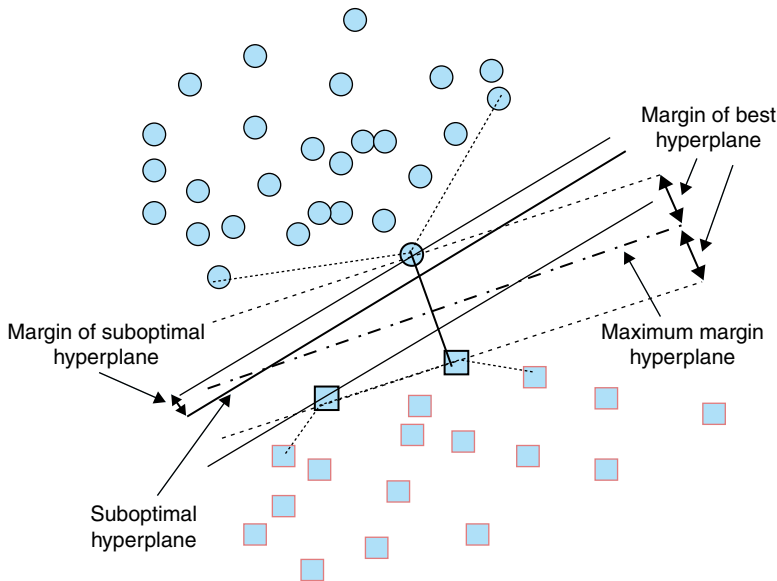 Margin of best
hyperplane
Margin of suboptimal
hyperplane
Maximum margin
hyperplane
Suboptimal
hyperplane